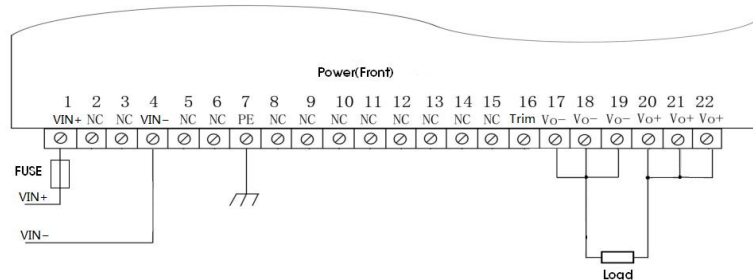 Power(Front)
1 2 3 4 5 6 7 8 9 10 11 12 13 14 15 16 17 18 19 20 21 22
VIN+ NC NC VIN- NC NC PE NC NC NC NC NC NC NC NC Trim Vo- Vo- Vo- Vo+ Vo+ Vo+
FUSE
VIN+
VIN-
Load